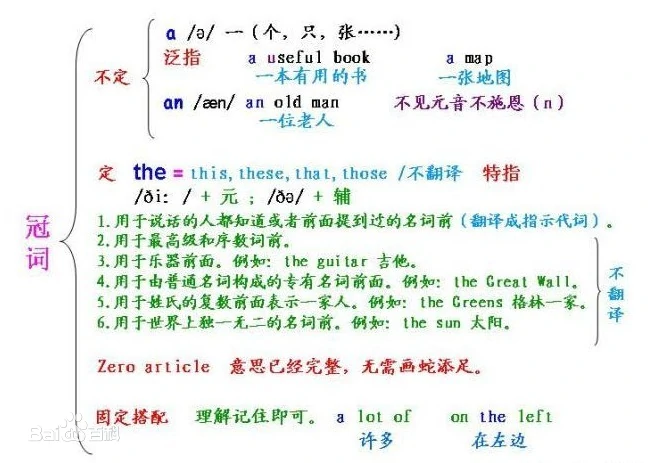 冠词
不定
a /ə/ 一（个，只，张……）
泛指 a useful book a map
一本有用的书 一张地图
an /æn/ an old man 不见元音不施恩（n）
一位老人
定 the = this, these, that, those /不翻译 特指
/ði: / + 元 ; /ðə/ + 辅
1.用于说话的人都知道或者前面提到过的名词前（翻译成指示代词）。
2.用于最高级和序数词前。
3.用于乐器前面。例如: the guitar 吉他。
4.用于由普通名词构成的专有名词前面。例如: the Great Wall。
5.用于姓氏的复数前面表示一家人。例如: the Greens 格林一家。
6.用于世界上独一无二的名词前。例如: the sun 太阳。
不翻译
Zero article 意思已经完整，无需画蛇添足。
固定搭配 理解记住即可。 a lot of on the left
许多 在左边
Baidu百科